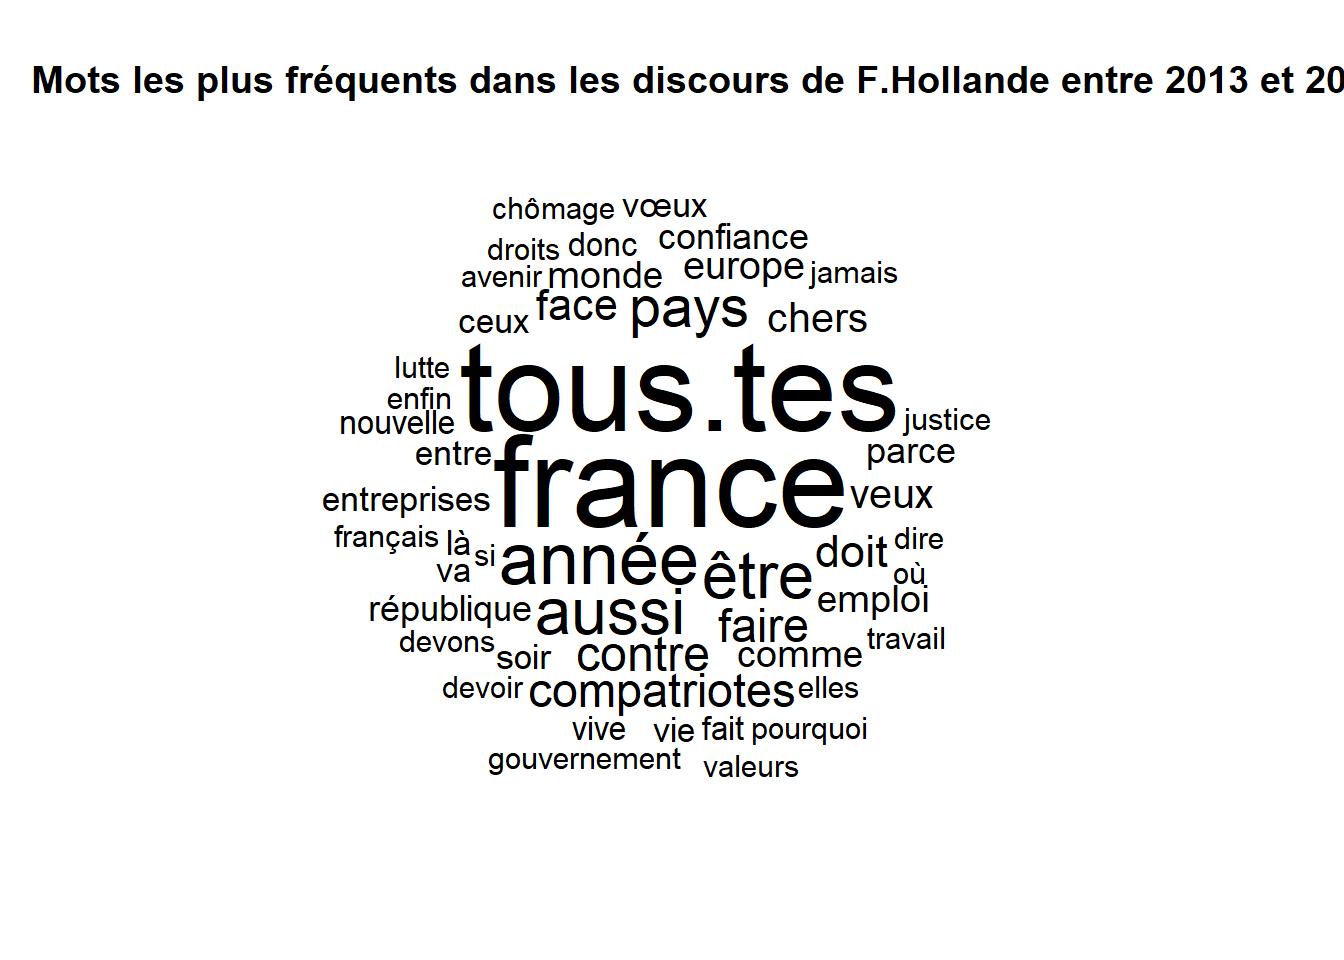 Mots les plus fréquents dans les discours de F.Hollande entre 2013 et 20
chômage vœux
droits donc confiance
avenir monde europe jamais
ceux face pays chers
lutte tous.tes
enfin
nouvelle justice
entre france parce
entreprises veux
français là si année être doit dire
va où
république aussi faire emploi
devons soir contre comme travail
devoir compatriotes elles
vive vie fait pourquoi
gouvernement valeurs